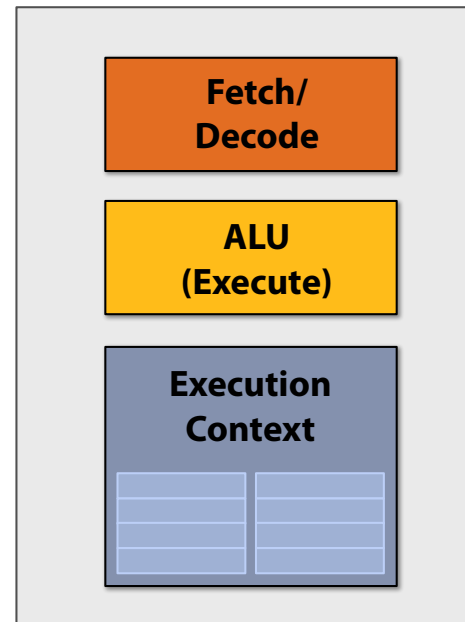 Fetch/
Decode
ALU
(Execute)
Execution
Context